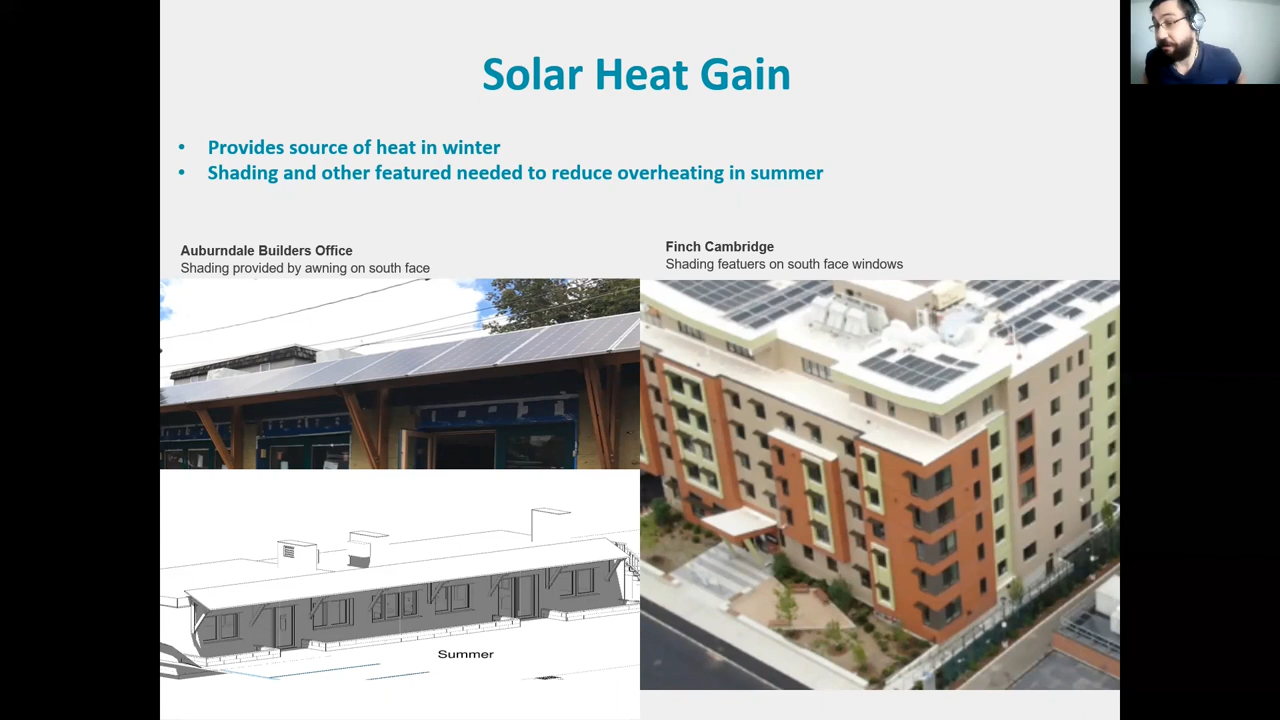 Solar Heat Gain
• Provides source of heat in winter
• Shading and other featured needed to reduce overheating in summer
Auburndale Builders Office
Shading provided by awning on south face
Finch Cambridge
Shading featuers on south face windows
Summer